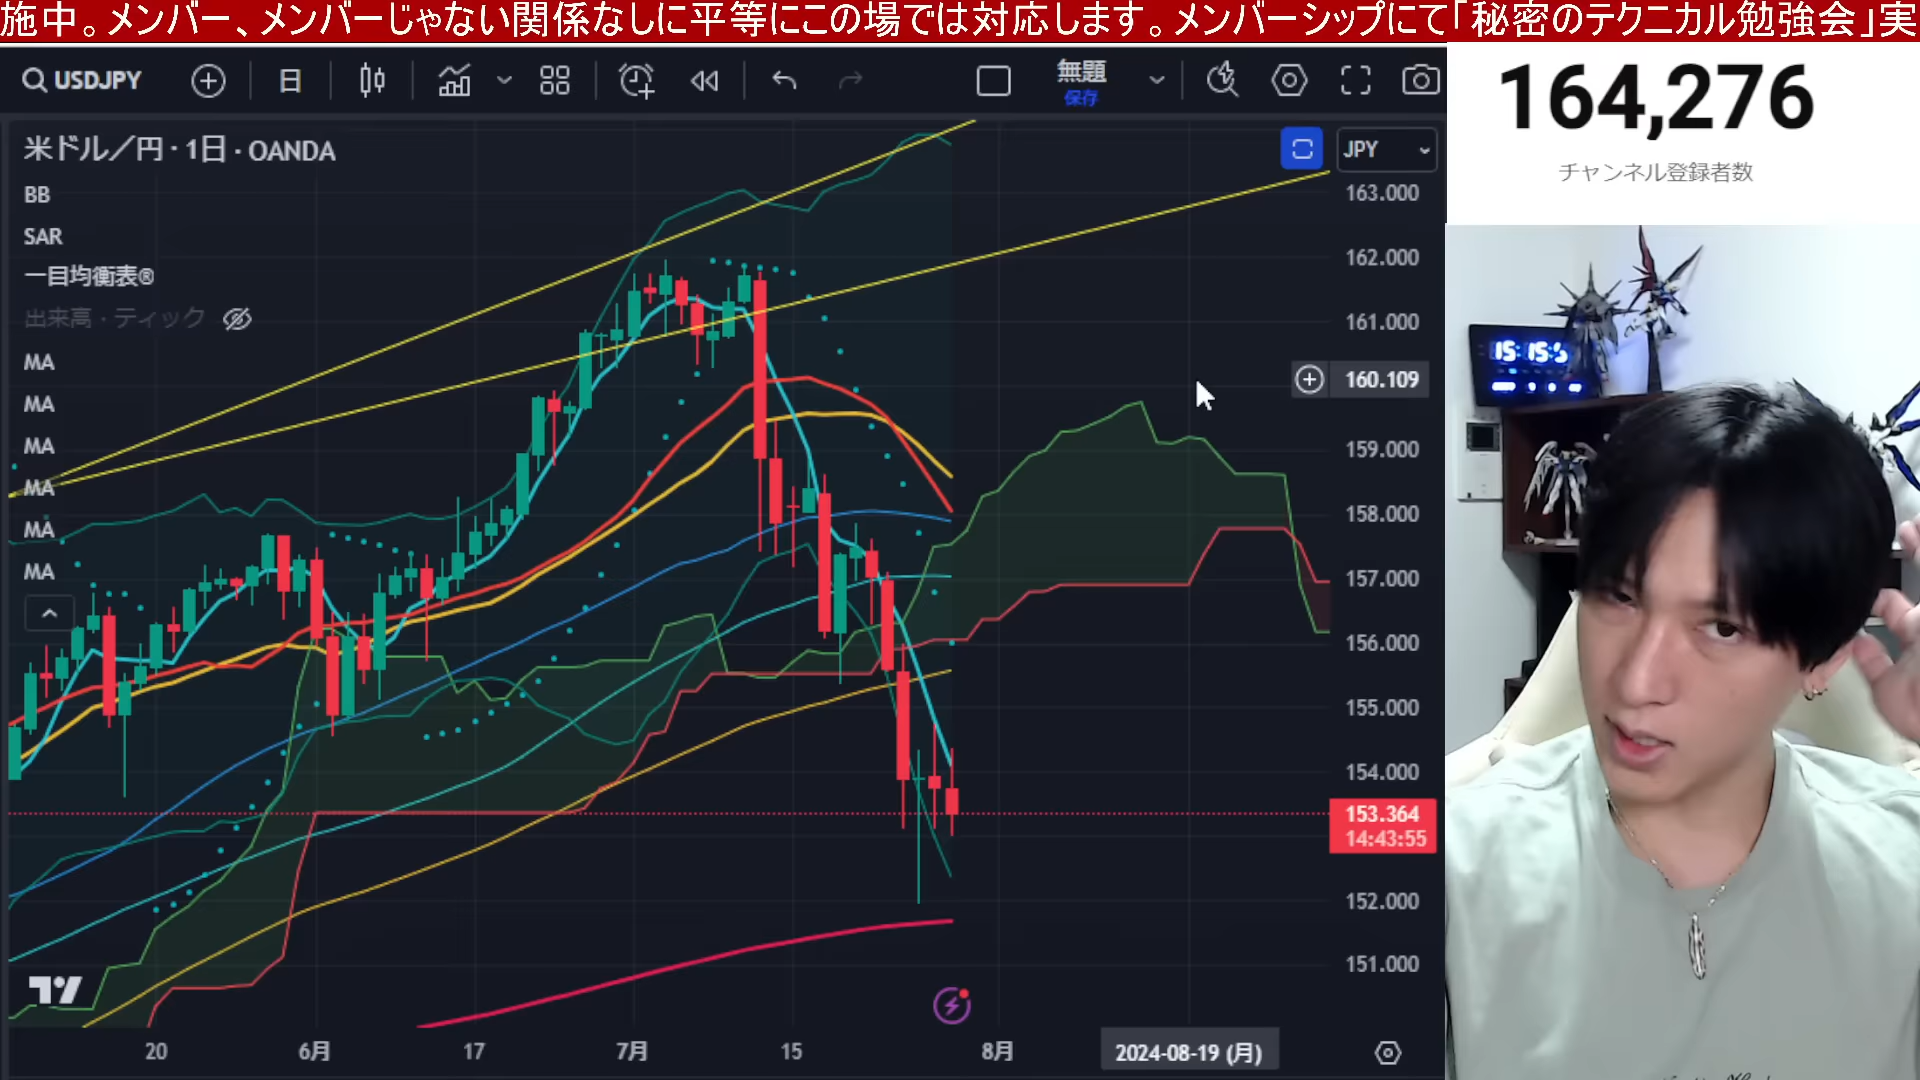 施中。メンバー、メンバーじゃない関係なしに平等にこの場では対応します。メンバーシップにて「秘密のテクニカル勉強会」実
USDJPY
日
無題
保存
164,276
チャンネル登録者数
米ドル／円・1日・OANDA
JPY
BB
SAR
一目均衡表®
出来高・ティック
MA
MA
MA
MA
MA
MA
163.000
162.000
161.000
160.109
159.000
158.000
157.000
156.000
155.000
154.000
153.364
14:43:55
152.000
151.000
20
6月
17
7月
15
8月
2024-08-19 (月)